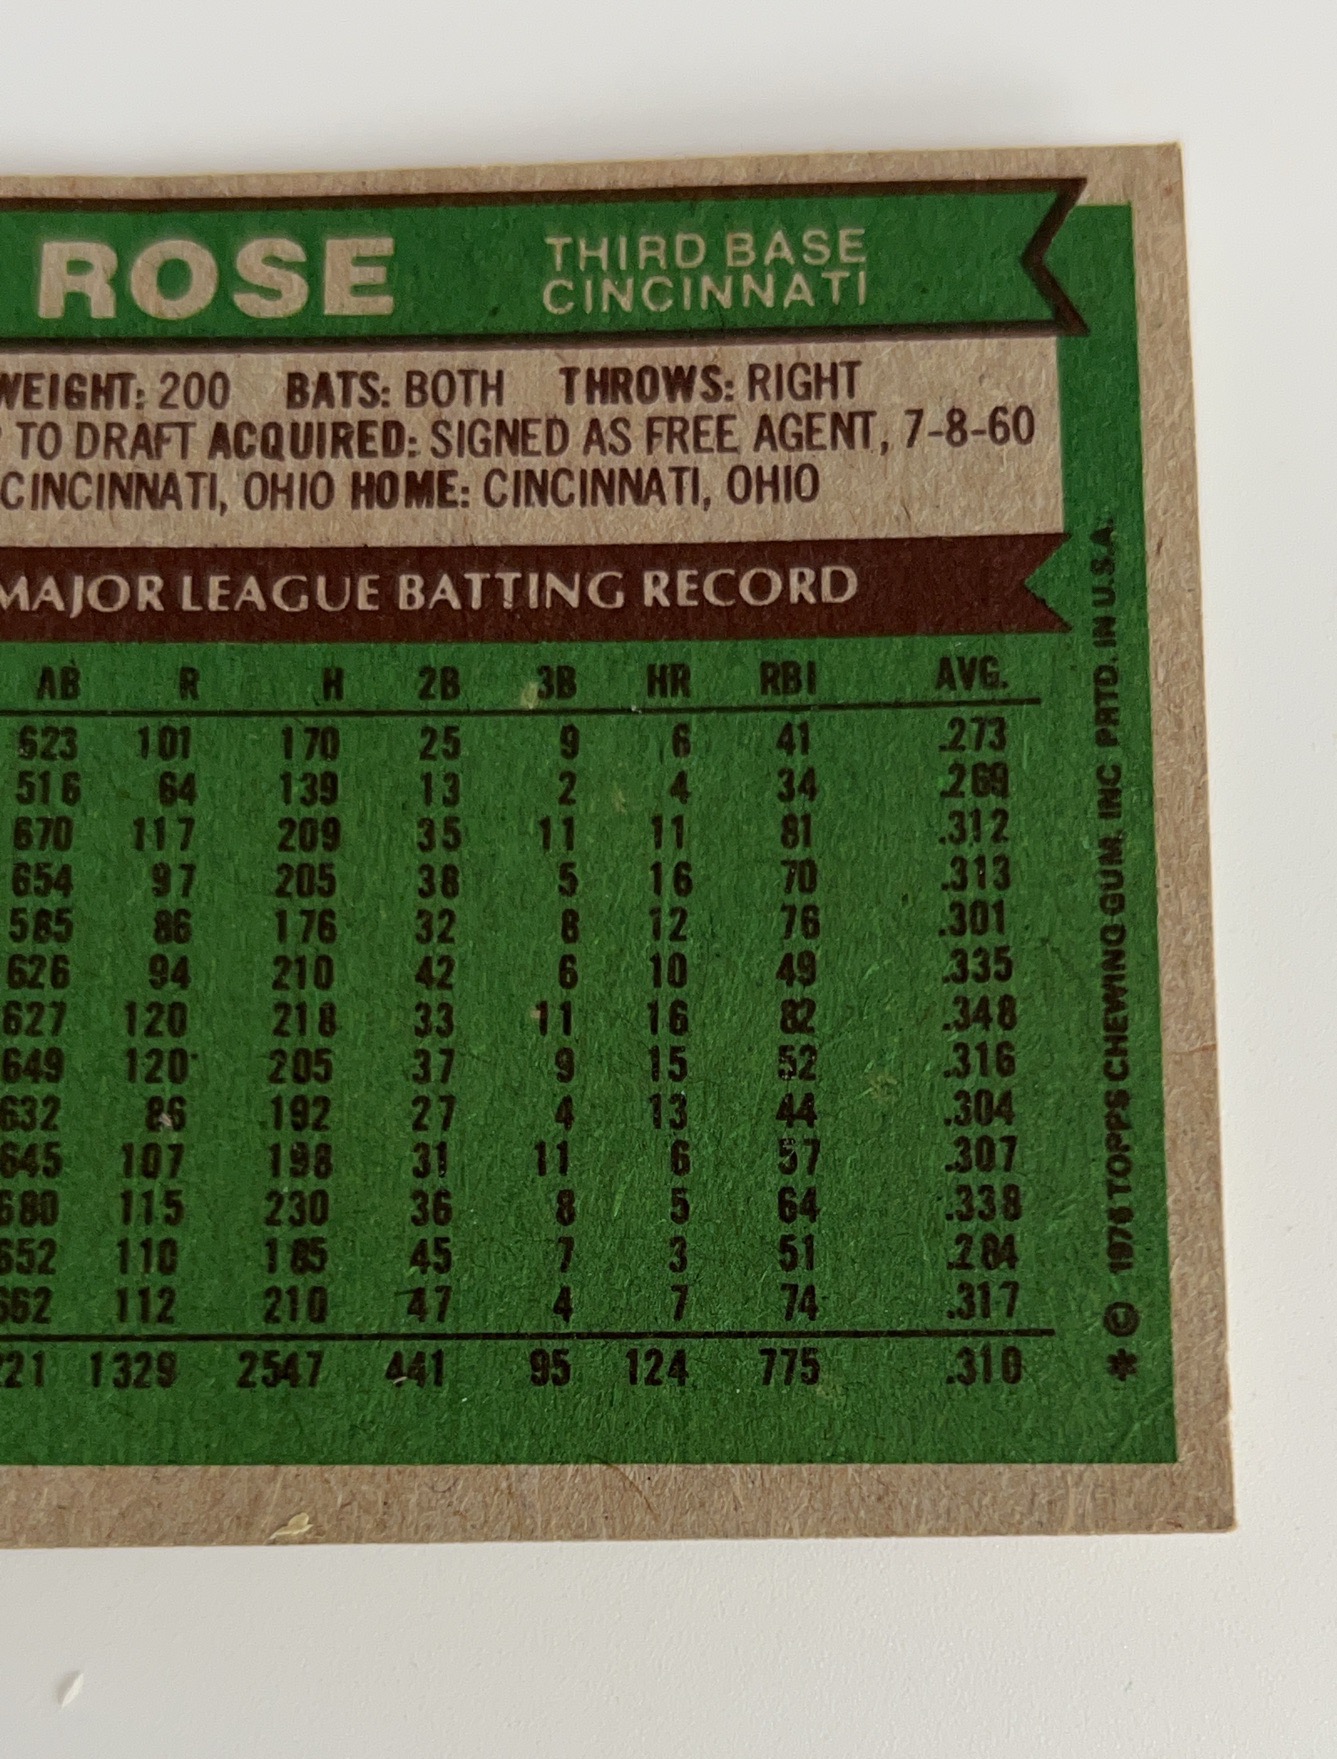 ROSE
THIRD BASE
CINCINNATI
WEIGHT: 200 BATS: BOTH THROWS: RIGHT
TO DRAFT ACQUIRED: SIGNED AS FREE AGENT, 7-8-60
CINCINNATI, OHIO HOME: CINCINNATI, OHIO
MAJOR LEAGUE BATTING RECORD
AB R H 2B 3B HR RBI AVG.
623 101 170 25 9 6 41 .273
516 64 139 13 2 4 34 .269
670 117 209 35 11 11 81 .312
654 97 205 38 5 16 70 .313
585 86 176 32 8 12 76 .301
626 94 210 42 6 10 49 .335
627 120 218 33 11 16 82 .348
649 120 205 37 9 15 52 .316
632 86 192 27 4 13 44 .304
645 107 198 31 11 6 57 .307
680 115 230 36 8 5 64 .338
652 110 185 45 7 3 51 .284
662 112 210 47 4 7 74 .317
221 1329 2547 441 95 124 775 .310
* © 1976 TOPPS CHEWING GUM, INC PRTD. IN U.S.A.